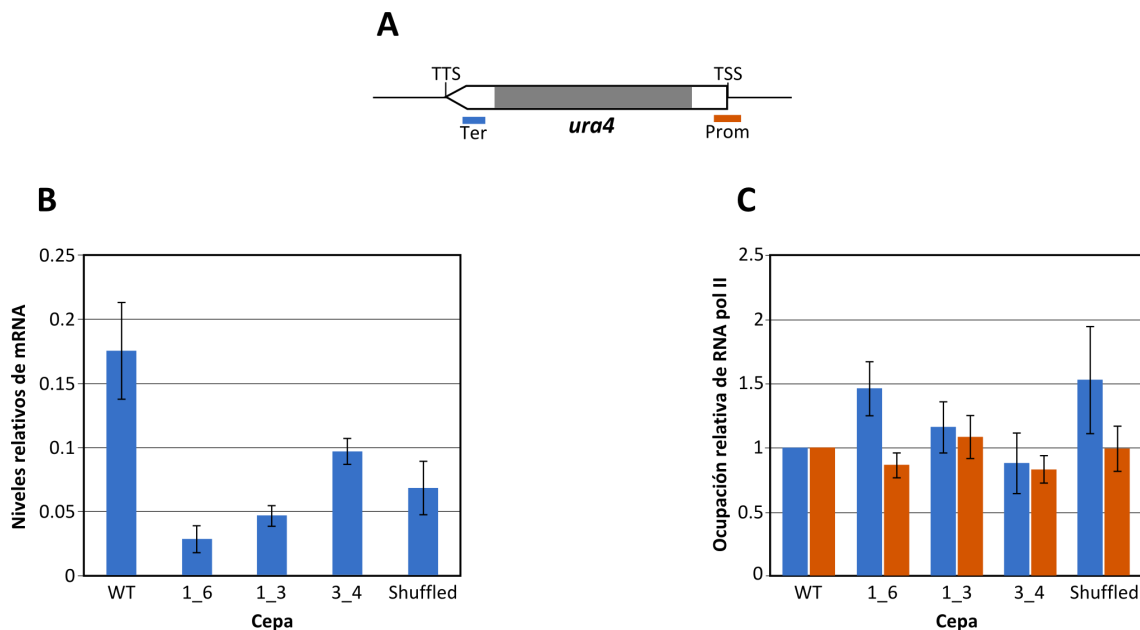 A
TTS
TSS
Ter
ura4
Prom
B
Niveles relativos de mRNA
0.25
0.2
0.15
0.1
0.05
0
WT 1_6 1_3 3_4 Shuffled
Cepa
C
Ocupación relativa de RNA pol II
2.5
2
1.5
1
0.5
0
WT 1_6 1_3 3_4 Shuffled
Cepa